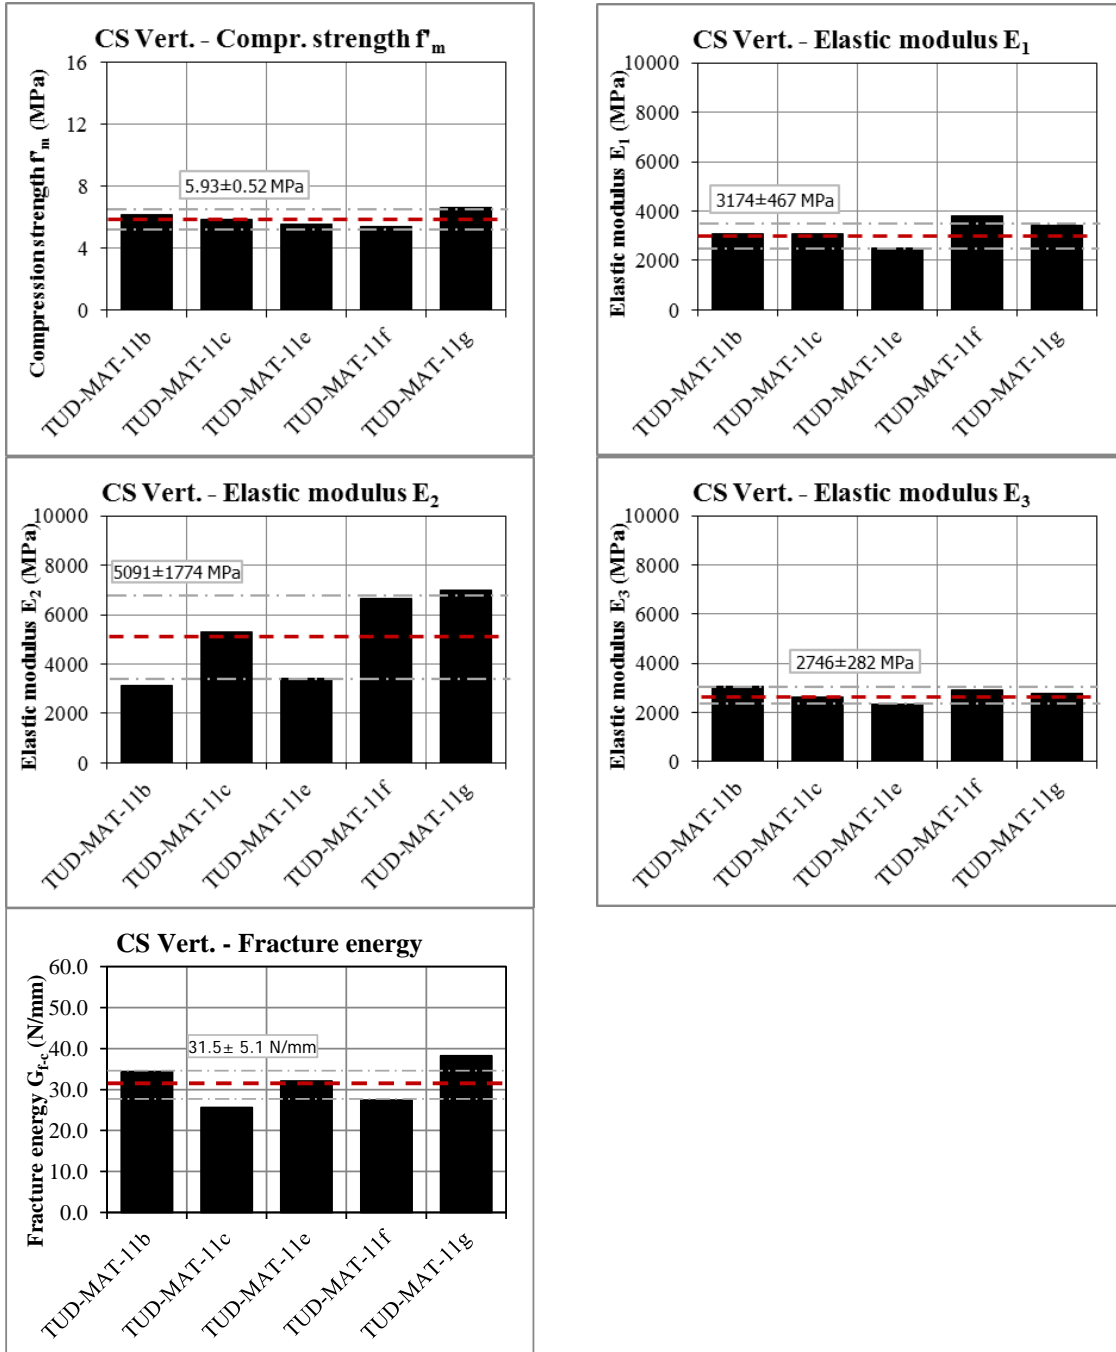 CS Vert. - Compr. strength f'm
Compression strength f'm (MPa)
16
12
8
4
0
5.93±0.52 MPa
TUD-MAT-11b
TUD-MAT-11c
TUD-MAT-11e
TUD-MAT-11f
TUD-MAT-11g
CS Vert. - Elastic modulus E1
Elastic modulus E1 (MPa)
10000
8000
6000
4000
2000
0
3174±467 MPa
TUD-MAT-11b
TUD-MAT-11c
TUD-MAT-11e
TUD-MAT-11f
TUD-MAT-11g
CS Vert. - Elastic modulus E2
Elastic modulus E2 (MPa)
10000
8000
6000
4000
2000
0
5091±1774 MPa
TUD-MAT-11b
TUD-MAT-11c
TUD-MAT-11e
TUD-MAT-11f
TUD-MAT-11g
CS Vert. - Elastic modulus E3
Elastic modulus E3 (MPa)
10000
8000
6000
4000
2000
0
2746±282 MPa
TUD-MAT-11b
TUD-MAT-11c
TUD-MAT-11e
TUD-MAT-11f
TUD-MAT-11g
CS Vert. - Fracture energy
Fracture energy Gf-c (N/mm)
60.0
50.0
40.0
30.0
20.0
10.0
0.0
31.5± 5.1 N/mm
TUD-MAT-11b
TUD-MAT-11c
TUD-MAT-11e
TUD-MAT-11f
TUD-MAT-11g